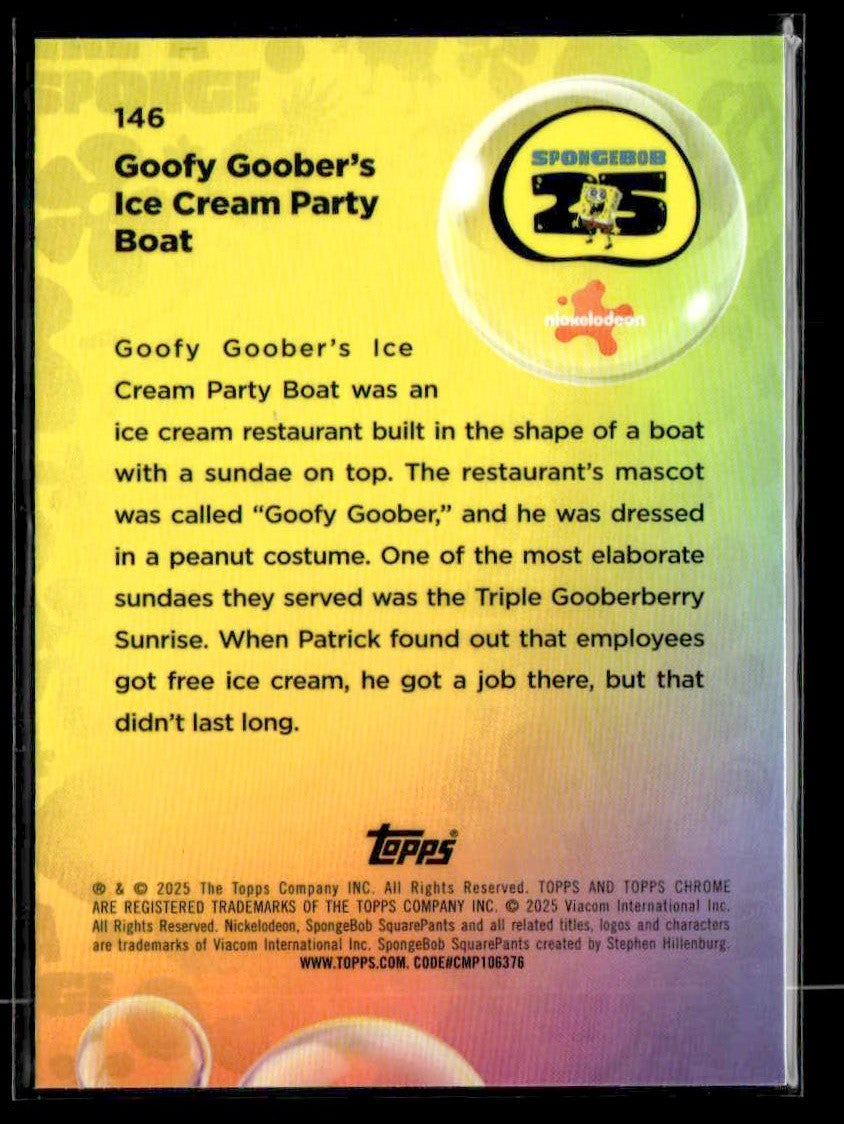 146
Goofy Goober's
Ice Cream Party
Boat
SPONGEBOB
25
nickelodeon
Goofy Goober's Ice
Cream Party Boat was an
ice cream restaurant built in the shape of a boat
with a sundae on top. The restaurant's mascot
was called “Goofy Goober,” and he was dressed
in a peanut costume. One of the most elaborate
sundaes they served was the Triple Gooberberry
Sunrise. When Patrick found out that employees
got free ice cream, he got a job there, but that
didn't last long.
Topps®
® & © 2025 The Topps Company INC. All Rights Reserved. TOPPS AND TOPPS CHROME
ARE REGISTERED TRADEMARKS OF THE TOPPS COMPANY INC. © 2025 Viacom International Inc.
All Rights Reserved. Nickelodeon, SpongeBob SquarePants and all related titles, logos and characters
are trademarks of Viacom International Inc. SpongeBob SquarePants created by Stephen Hillenburg.
WWW.TOPPS.COM. CODE#CMP106376
A
SPONGE
A
GE